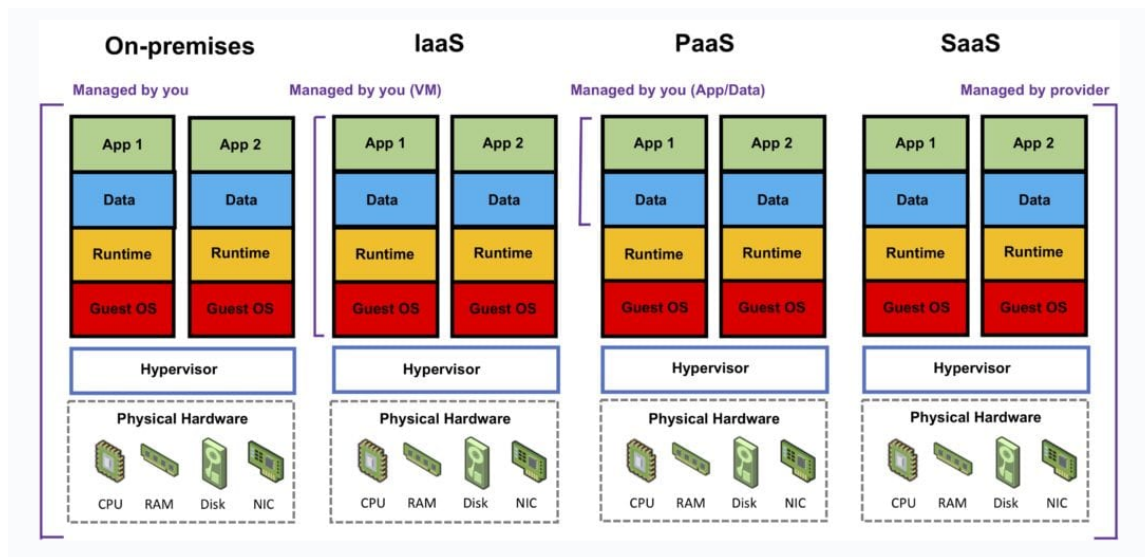 On-premises
IaaS
PaaS
SaaS
Managed by you
Managed by you (VM)
Managed by you (App/Data)
Managed by provider
App 1
App 2
App 1
App 2
App 1
App 2
App 1
App 2
Data
Data
Data
Data
Data
Data
Data
Data
Runtime
Runtime
Runtime
Runtime
Runtime
Runtime
Runtime
Runtime
Guest OS
Guest OS
Guest OS
Guest OS
Guest OS
Guest OS
Guest OS
Guest OS
Hypervisor
Hypervisor
Hypervisor
Hypervisor
Physical Hardware
Physical Hardware
Physical Hardware
Physical Hardware
CPU
RAM
Disk
NIC
CPU
RAM
Disk
NIC
CPU
RAM
Disk
NIC
CPU
RAM
Disk
NIC